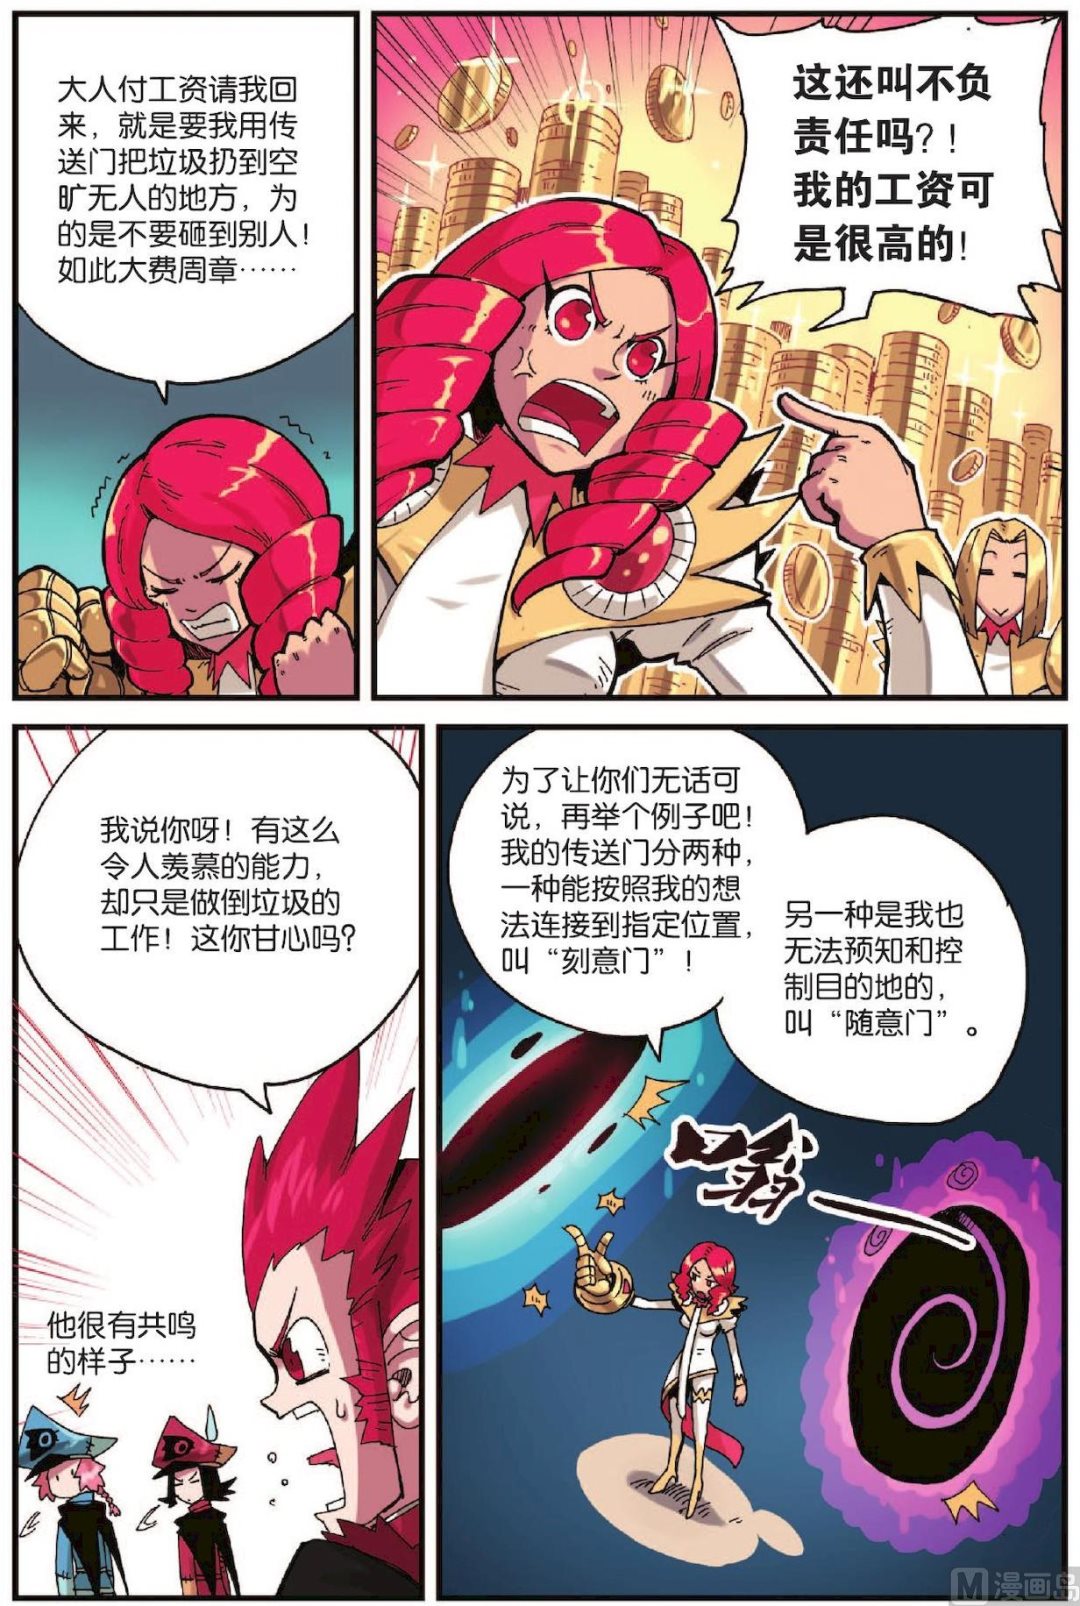 大人付工资请我回
来，就是要我用传
送门把垃圾扔到空
旷无人的地方，为
的是不要砸到别人！
如此大费周章……
这还叫不负
责任吗？！
我的工资可
是很高的！
我说你呀！有这么
令人羡慕的能力，
却只是做倒垃圾的
工作！这你甘心吗？
他很有共鸣
的样子……
为了让你们无话可
说，再举个例子吧！
我的传送门分两种，
一种能按照我的想
法连接到指定位置，
叫“刻意门”！
另一种是我也
无法预知和控
制目的地的，
叫“随意门”。
嗡—
M漫画岛